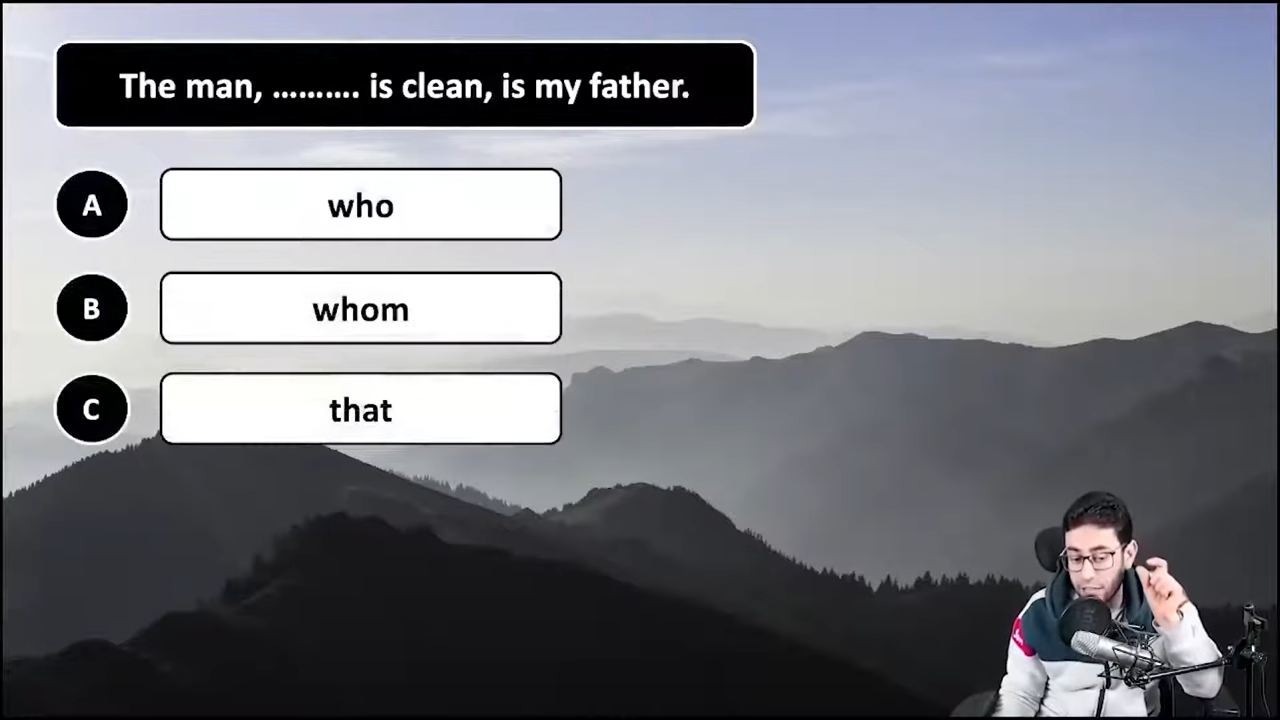 The man, .......... is clean, is my father.
A
who
B
whom
C
that